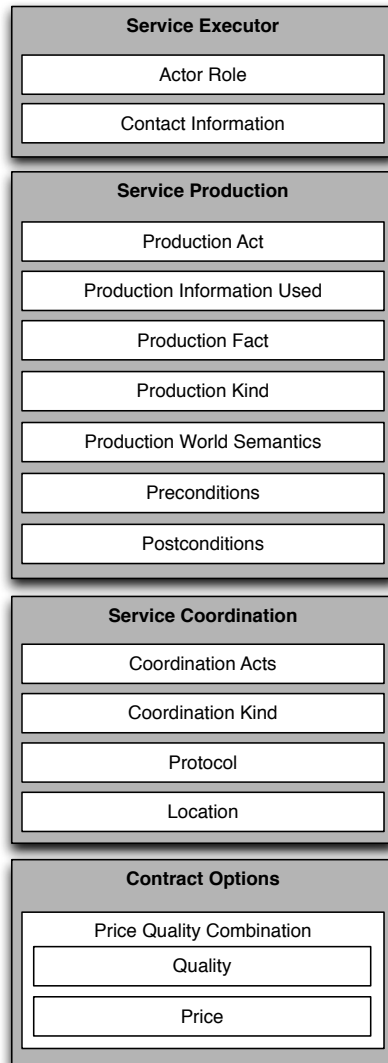 Service Executor
Actor Role
Contact Information
Service Production
Production Act
Production Information Used
Production Fact
Production Kind
Production World Semantics
Preconditions
Postconditions
Service Coordination
Coordination Acts
Coordination Kind
Protocol
Location
Contract Options
Price Quality Combination
Quality
Price